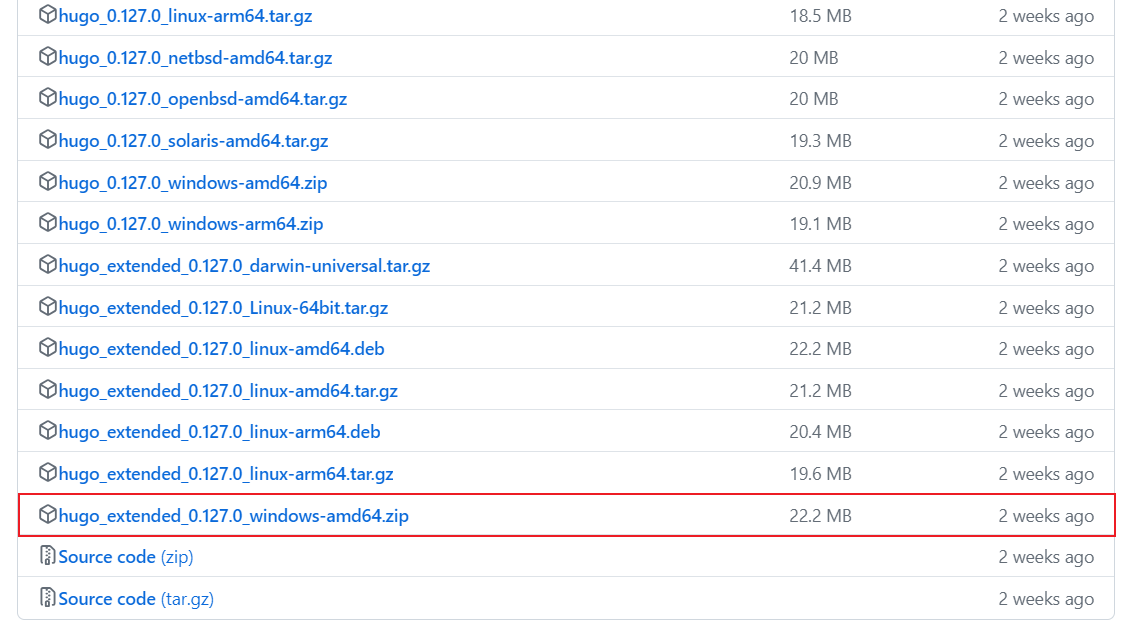 hugo_0.127.0_linux-arm64.tar.gz 18.5 MB 2 weeks ago
hugo_0.127.0_netbsd-amd64.tar.gz 20 MB 2 weeks ago
hugo_0.127.0_openbsd-amd64.tar.gz 20 MB 2 weeks ago
hugo_0.127.0_solaris-amd64.tar.gz 19.3 MB 2 weeks ago
hugo_0.127.0_windows-amd64.zip 20.9 MB 2 weeks ago
hugo_0.127.0_windows-arm64.zip 19.1 MB 2 weeks ago
hugo_extended_0.127.0_darwin-universal.tar.gz 41.4 MB 2 weeks ago
hugo_extended_0.127.0_Linux-64bit.tar.gz 21.2 MB 2 weeks ago
hugo_extended_0.127.0_linux-amd64.deb 22.2 MB 2 weeks ago
hugo_extended_0.127.0_linux-amd64.tar.gz 21.2 MB 2 weeks ago
hugo_extended_0.127.0_linux-arm64.deb 20.4 MB 2 weeks ago
hugo_extended_0.127.0_linux-arm64.tar.gz 19.6 MB 2 weeks ago
hugo_extended_0.127.0_windows-amd64.zip 22.2 MB 2 weeks ago
Source code (zip) 2 weeks ago
Source code (tar.gz) 2 weeks ago